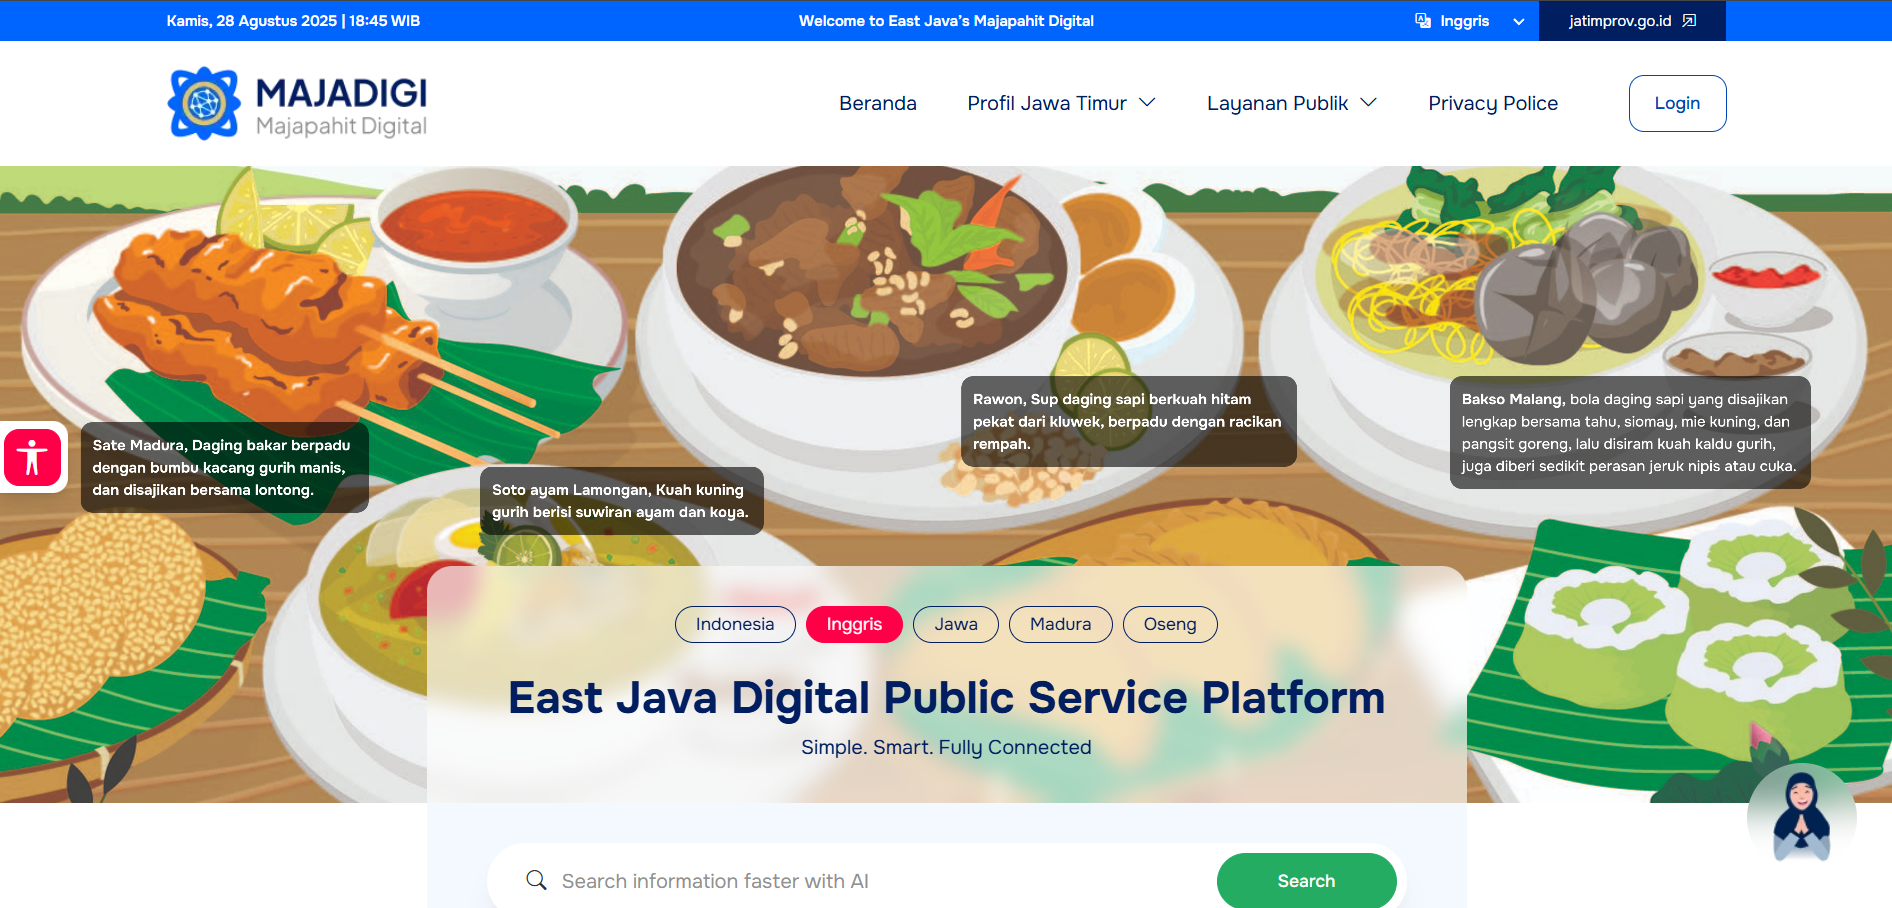 Kamis, 28 Agustus 2025 | 18:45 WIB
Welcome to East Java’s Majapahit Digital
Inggris
jatimprov.go.id
MAJADIGI
Majapahit Digital
Beranda
Profil Jawa Timur
Layanan Publik
Privacy Police
Login
Sate Madura, Daging bakar berpadu
dengan bumbu kacang gurih manis,
dan disajikan bersama lontong.
Soto ayam Lamongan, Kuah kuning
gurih berisi suwiran ayam dan koya.
Rawon, Sup daging sapi berkuah hitam
pekat dari kluwek, berpadu dengan racikan
rempah.
Bakso Malang, bola daging sapi yang disajikan
lengkap bersama tahu, siomay, mie kuning, dan
pangsit goreng, lalu disiram kuah kaldu gurih,
juga diberi sedikit perasan jeruk nipis atau cuka.
Indonesia
Inggris
Jawa
Madura
Oseng
East Java Digital Public Service Platform
Simple. Smart. Fully Connected
Search information faster with AI
Search